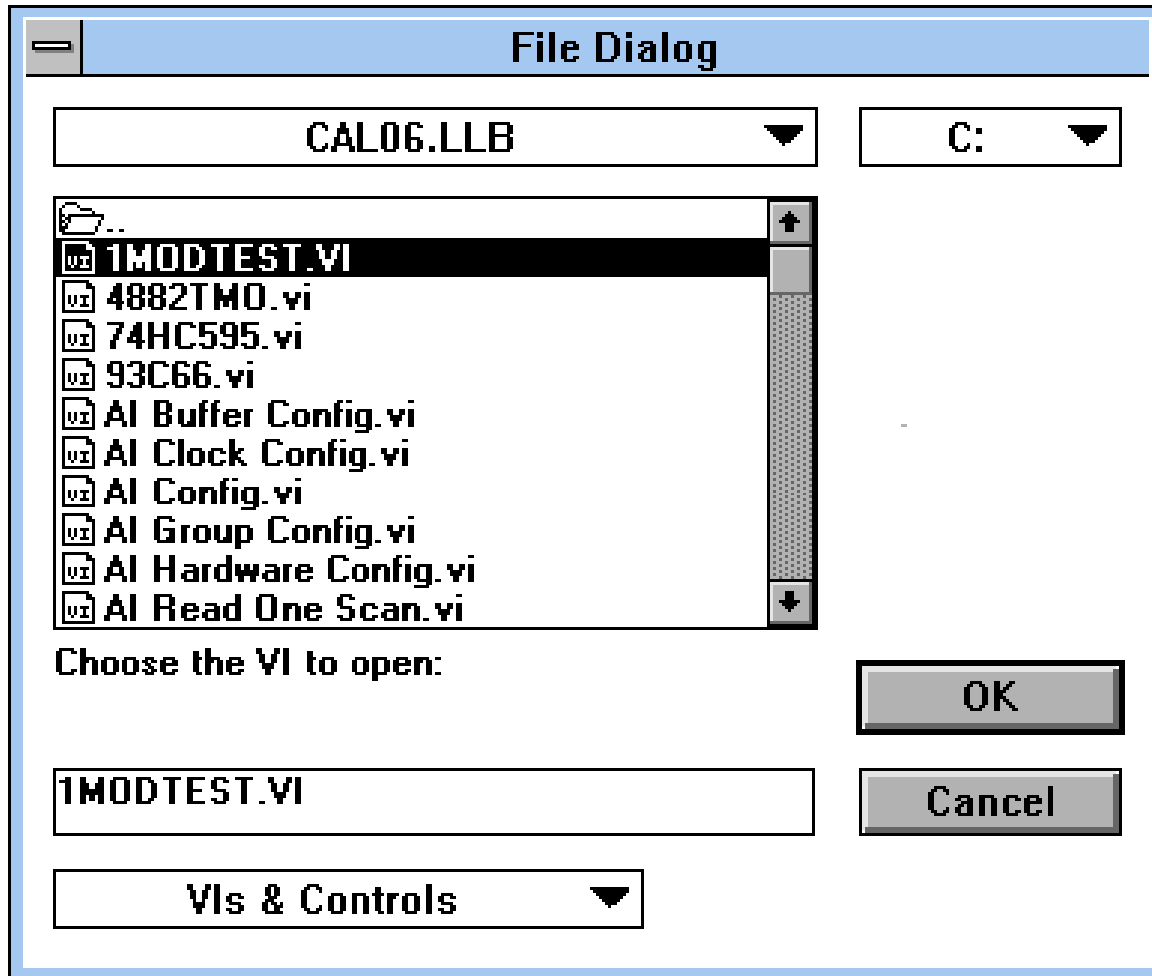 File Dialog
CAL06.LLB
C:
..
1MODTEST.VI
4882TMO.vi
74HC595.vi
93C66.vi
AI Buffer Config.vi
AI Clock Config.vi
AI Config.vi
AI Group Config.vi
AI Hardware Config.vi
AI Read One Scan.vi
Choose the VI to open:
OK
1MODTEST.VI
Cancel
VIs & Controls